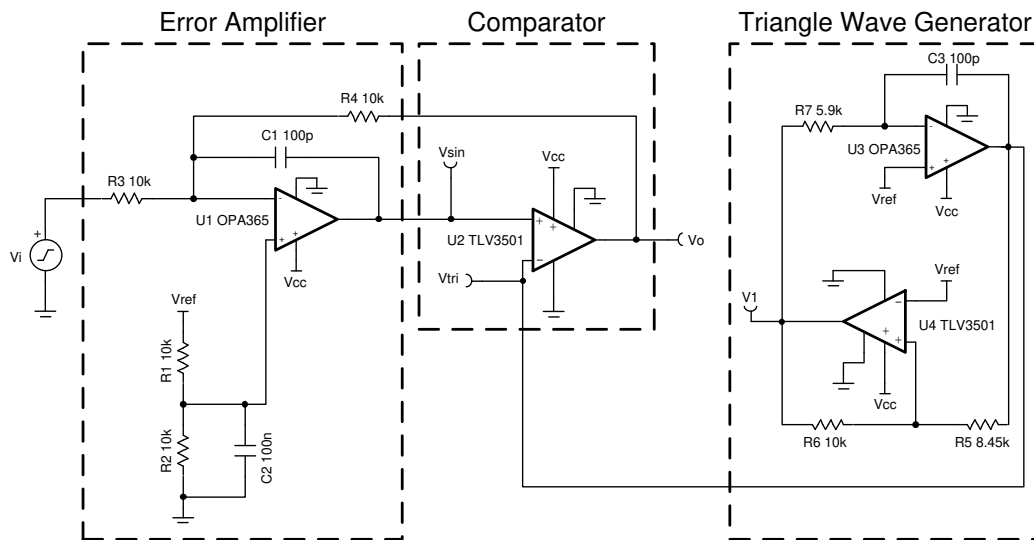 Error Amplifier
Comparator
Triangle Wave Generator
R4 10k
C1 100p
R3 10k
-
+
U1 OPA365
Vcc
+
Vi
Vref
R1 10k
R2 10k
C2 100n
Vsin
Vcc
+
+
−
U2 TLV3501
Vtri
Vo
C3 100p
R7 5.9k
-
+
+
U3 OPA365
Vref
Vcc
V1
Vref
−
+
+
U4 TLV3501
Vcc
R6 10k
R5 8.45k